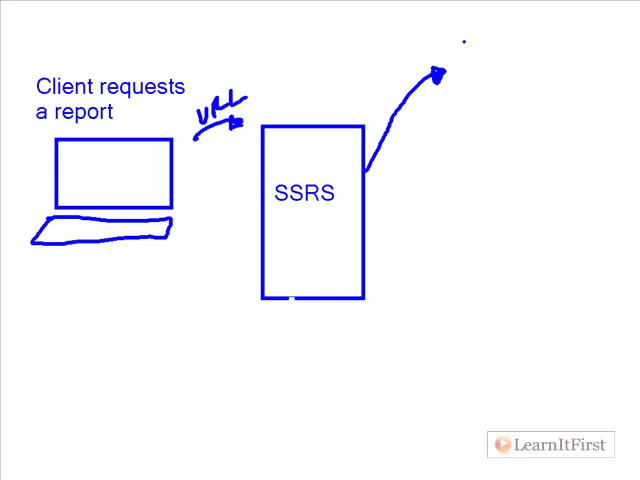 Client requests
a report
URL
SSRS
LearnItFirst